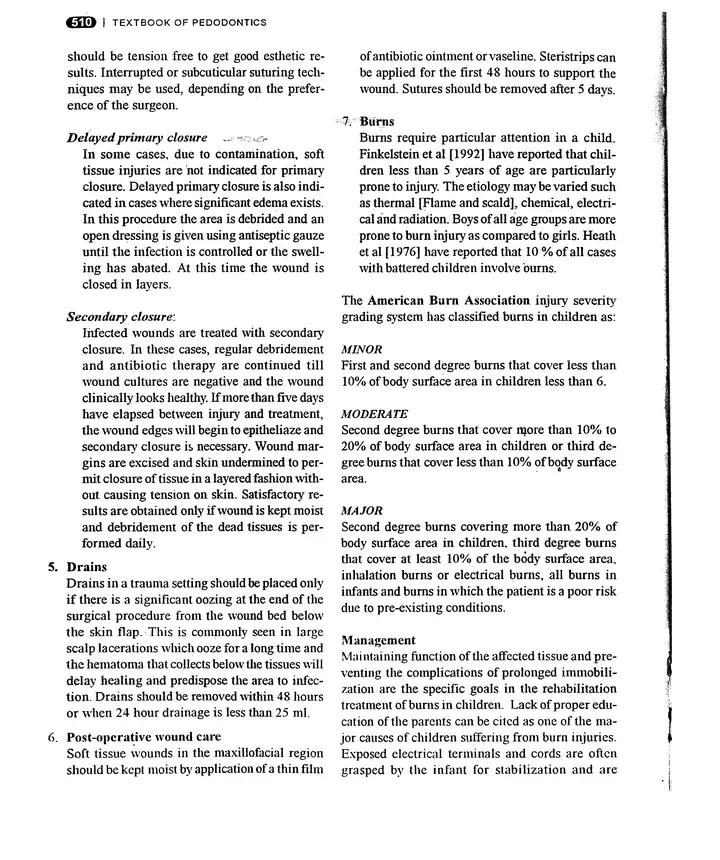 510 | TEXTBOOK OF PEDODONTICS
should be tension free to get good esthetic re-
sults. Interrupted or subcuticular suturing tech-
niques may be used, depending on the prefer-
ence of the surgeon.
Delayed primary closure
In some cases, due to contamination, soft
tissue injuries are not indicated for primary
closure. Delayed primary closure is also indi-
cated in cases where significant edema exists.
In this procedure the area is debrided and an
open dressing is given using antiseptic gauze
until the infection is controlled or the swell-
ing has abated. At this time the wound is
closed in layers.
Secondary closure:
Infected wounds are treated with secondary
closure. In these cases, regular debridement
and antibiotic therapy are continued till
wound cultures are negative and the wound
clinically looks healthy. If more than five days
have elapsed between injury and treatment,
the wound edges will begin to epitheliaze and
secondary closure is necessary. Wound mar-
gins are excised and skin undermined to per-
mit closure of tissue in a layered fashion with-
out causing tension on skin. Satisfactory re-
sults are obtained only if wound is kept moist
and debridement of the dead tissues is per-
formed daily.
5. Drains
Drains in a trauma setting should be placed only
if there is a significant oozing at the end of the
surgical procedure from the wound bed below
the skin flap. This is commonly seen in large
scalp lacerations which ooze for a long time and
the hematoma that collects below the tissues will
delay healing and predispose the area to infec-
tion. Drains should be removed within 48 hours
or when 24 hour drainage is less than 25 ml.
6. Post-operative wound care
Soft tissue wounds in the maxillofacial region
should be kept moist by application of a thin film
of antibiotic ointment or vaseline. Steristrips can
be applied for the first 48 hours to support the
wound. Sutures should be removed after 5 days.
7. Burns
Burns require particular attention in a child.
Finkelstein et al [1992] have reported that chil-
dren less than 5 years of age are particularly
prone to injury. The etiology may be varied such
as thermal [Flame and scald], chemical, electri-
cal and radiation. Boys of all age groups are more
prone to burn injury as compared to girls. Heath
et al [1976] have reported that 10 % of all cases
with battered children involve burns.
The American Burn Association injury severity
grading system has classified burns in children as:
MINOR
First and second degree burns that cover less than
10% of body surface area in children less than 6.
MODERATE
Second degree burns that cover more than 10% to
20% of body surface area in children or third de-
gree burns that cover less than 10% of body surface
area.
MAJOR
Second degree burns covering more than 20% of
body surface area in children, third degree burns
that cover at least 10% of the body surface area,
inhalation burns or electrical burns, all burns in
infants and burns in which the patient is a poor risk
due to pre-existing conditions.
Management
Maintaining function of the affected tissue and pre-
venting the complications of prolonged immobili-
zation are the specific goals in the rehabilitation
treatment of burns in children. Lack of proper edu-
cation of the parents can be cited as one of the ma-
jor causes of children suffering from burn injuries.
Exposed electrical terminals and cords are often
grasped by the infant for stabilization and are